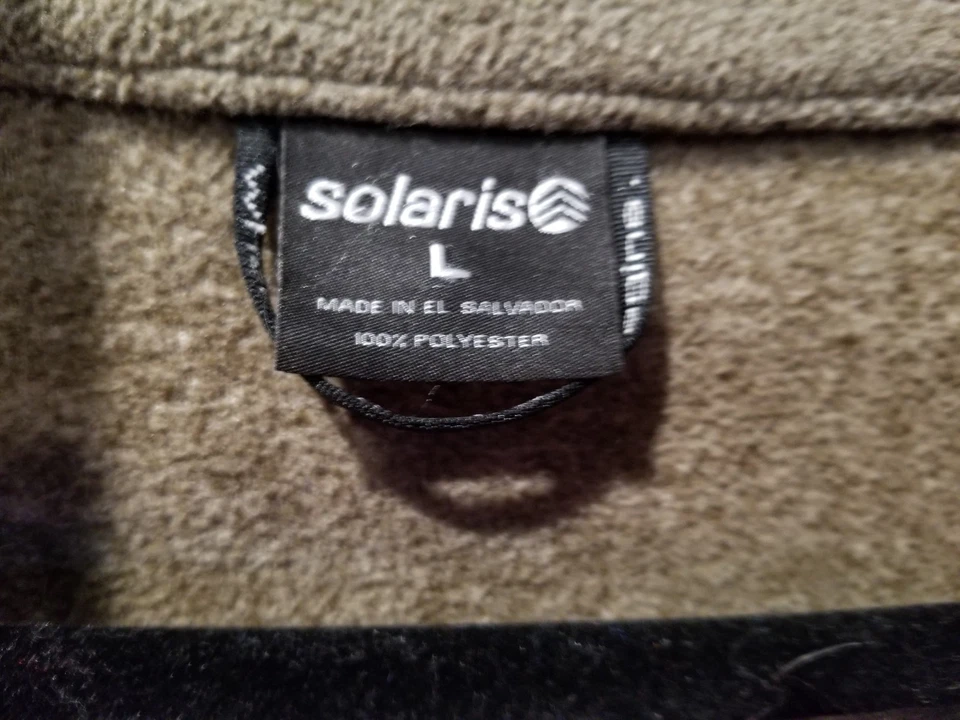 solaris
L
MADE IN EL SALVADOR
100% POLYESTER